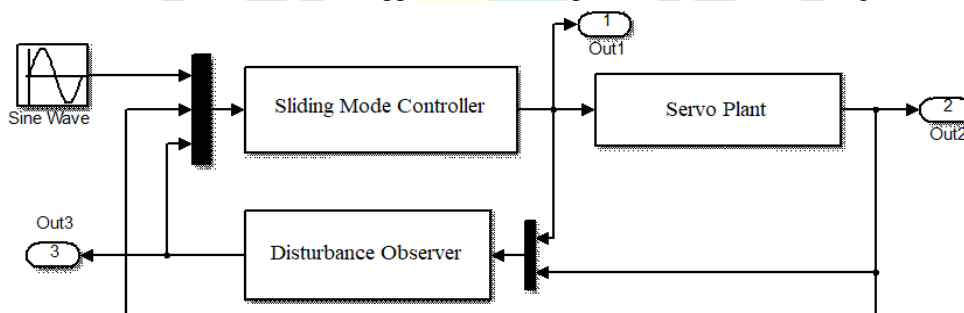 1
Out1
Sine Wave
Sliding Mode Controller
Servo Plant
2
Out2
Out3
3
Disturbance Observer